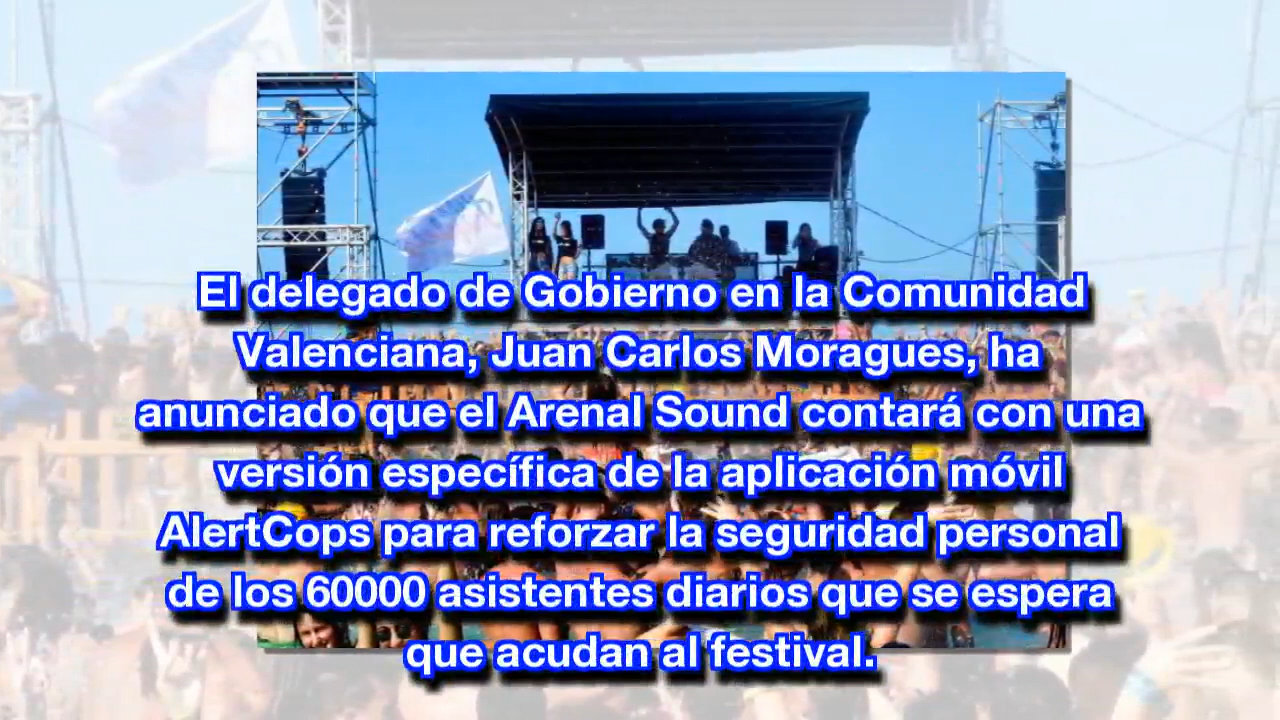 El delegado de Gobierno en la Comunidad
Valenciana, Juan Carlos Moragues, ha
anunciado que el Arenal Sound contará con una
versión específica de la aplicación móvil
AlertCops para reforzar la seguridad personal
de los 60000 asistentes diarios que se espera
que acudan al festival.